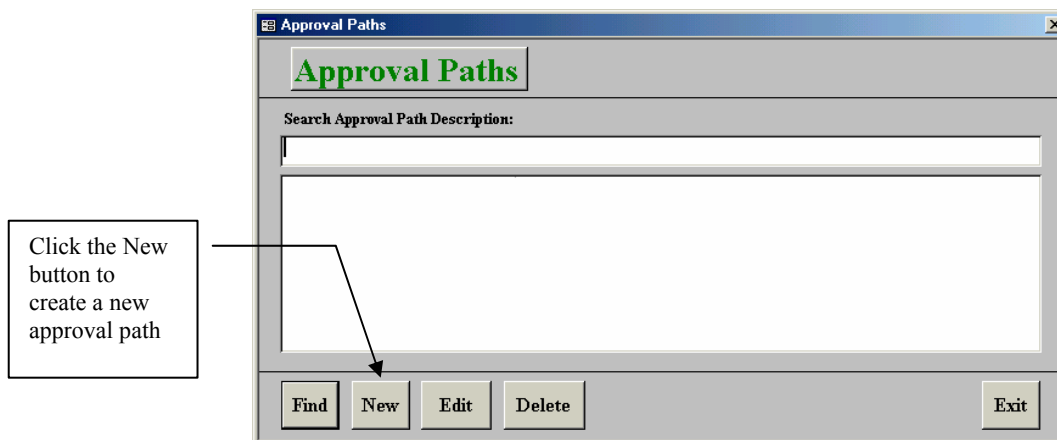 Approval Paths
Approval Paths
Search Approval Path Description:
Click the New
button to
create a new
approval path
Find New Edit Delete Exit